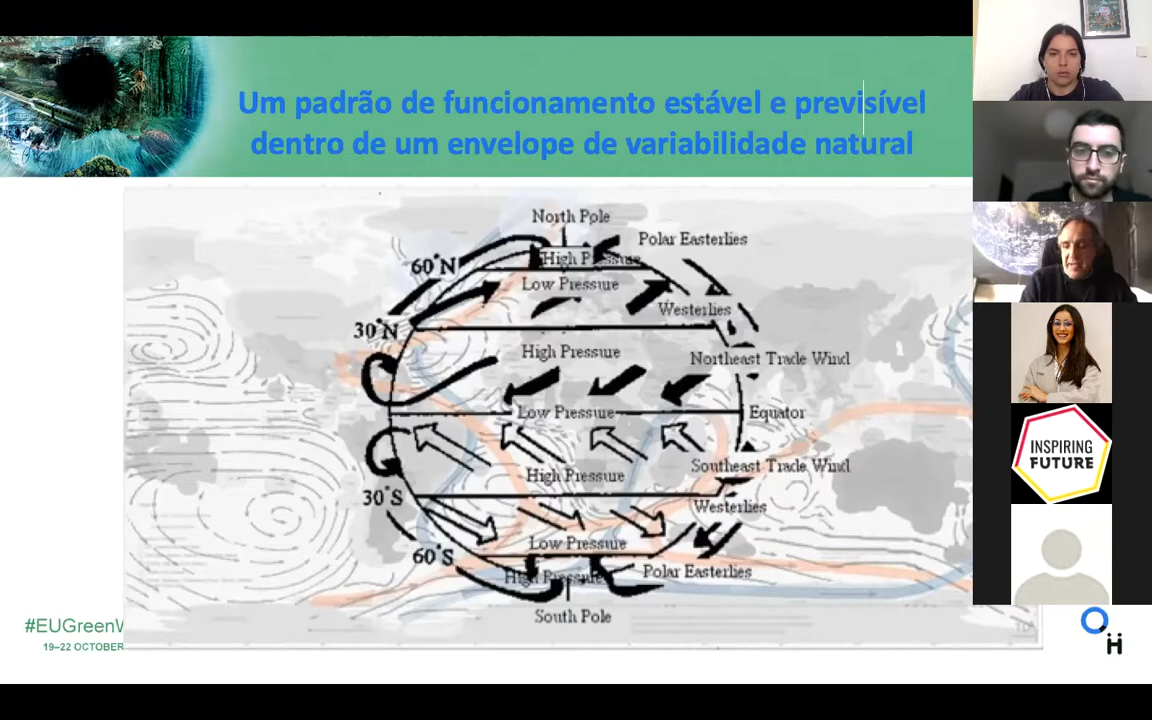 Um padrão de funcionamento estável e previsível
dentro de um envelope de variabilidade natural
North Pole
Polar Easterlies
60°N
High Pressure
Low Pressure
Westerlies
30°N
High Pressure
Northeast Trade Wind
Low Pressure
Equator
Southeast Trade Wind
High Pressure
30°S
Westerlies
Low Pressure
60°S
High Pressure
Polar Easterlies
South Pole
#EUGreenW
19–22 OCTOBER
INSPIRING
FUTURE